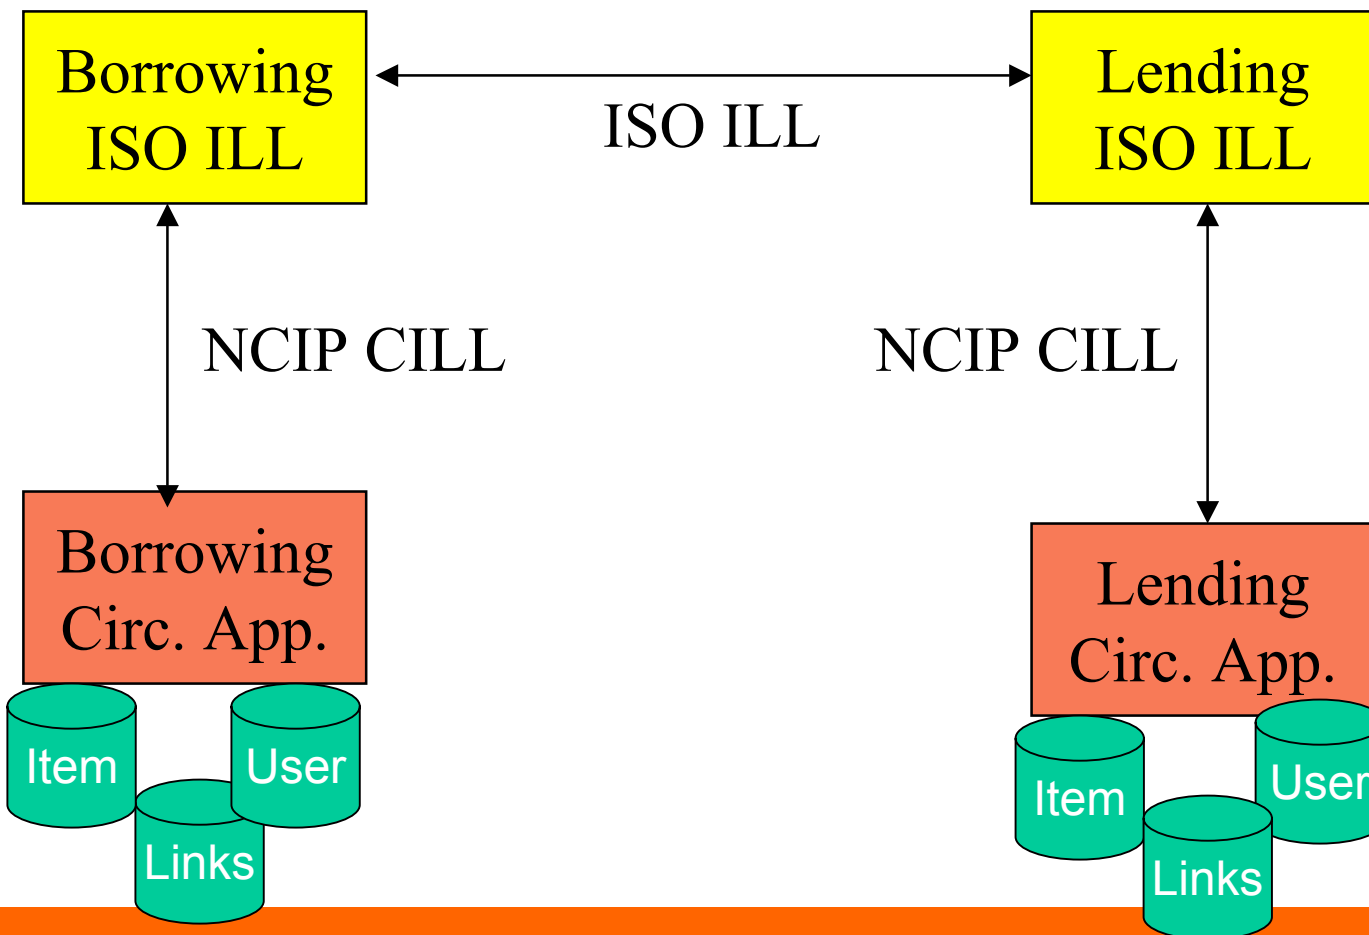 Borrowing
ISO ILL
ISO ILL
Lending
ISO ILL
NCIP CILL
NCIP CILL
Borrowing
Circ. App.
Lending
Circ. App.
Item
User
Links
Item
User
Links